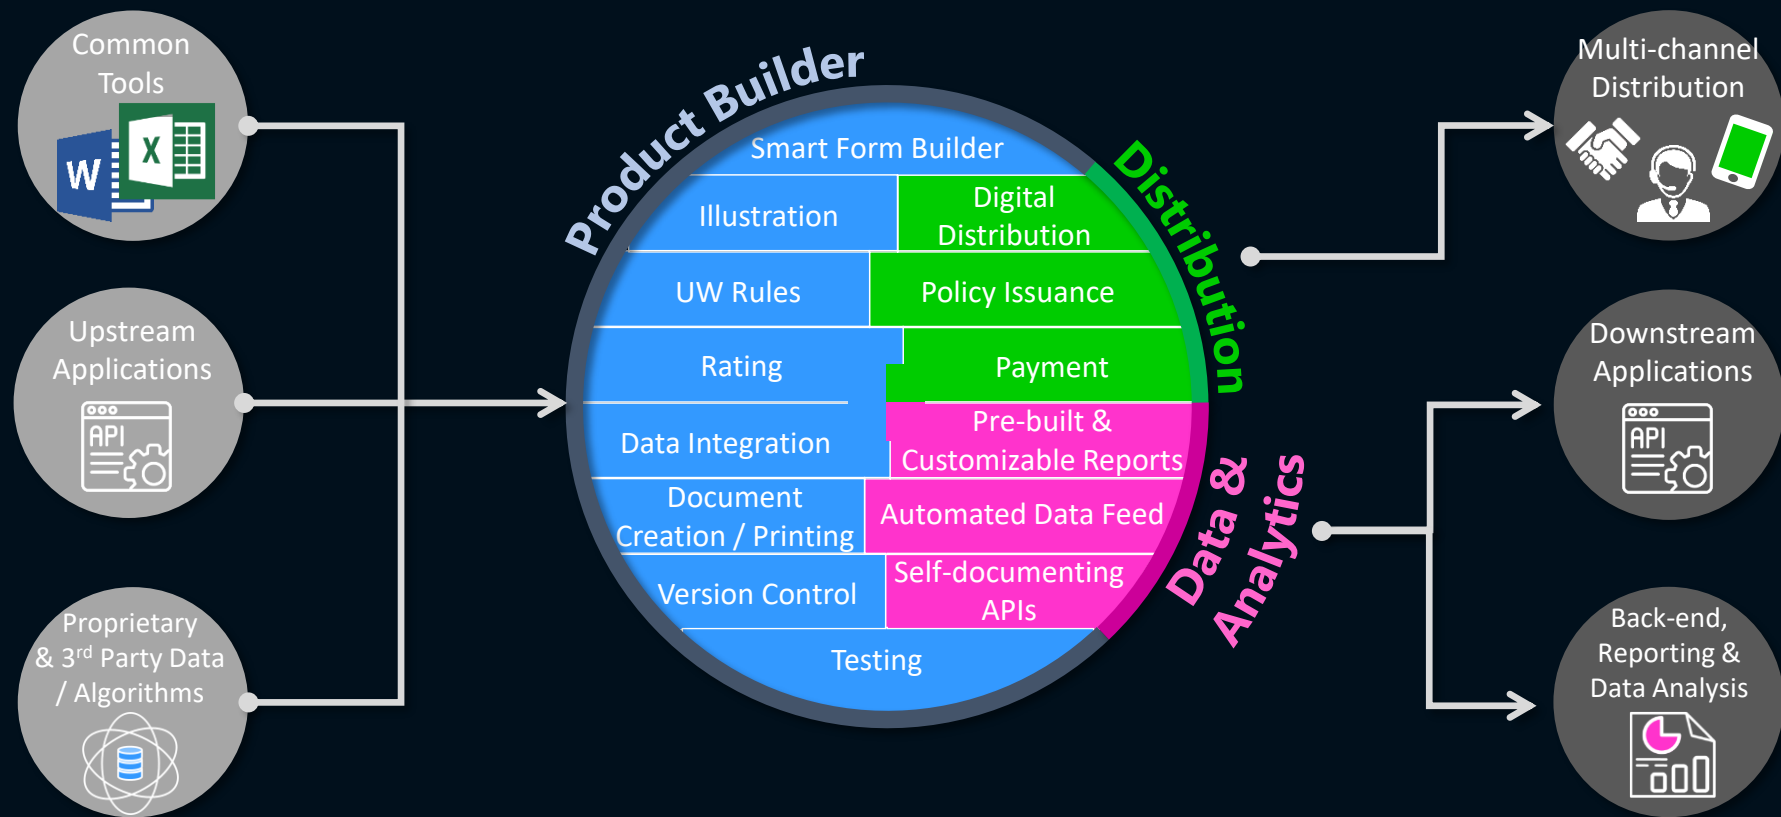 Common
Tools
W
X
Upstream
Applications
API
Proprietary
& 3rd Party Data
/ Algorithms
Product Builder
Smart Form Builder
Illustration
Digital
Distribution
UW Rules
Policy Issuance
Rating
Payment
Data Integration
Pre-built &
Customizable Reports
Document
Creation / Printing
Automated Data Feed
Version Control
Self-documenting
APIs
Testing
Distribution
Data &
Analytics
Multi-channel
Distribution
Downstream
Applications
API
Back-end,
Reporting &
Data Analysis